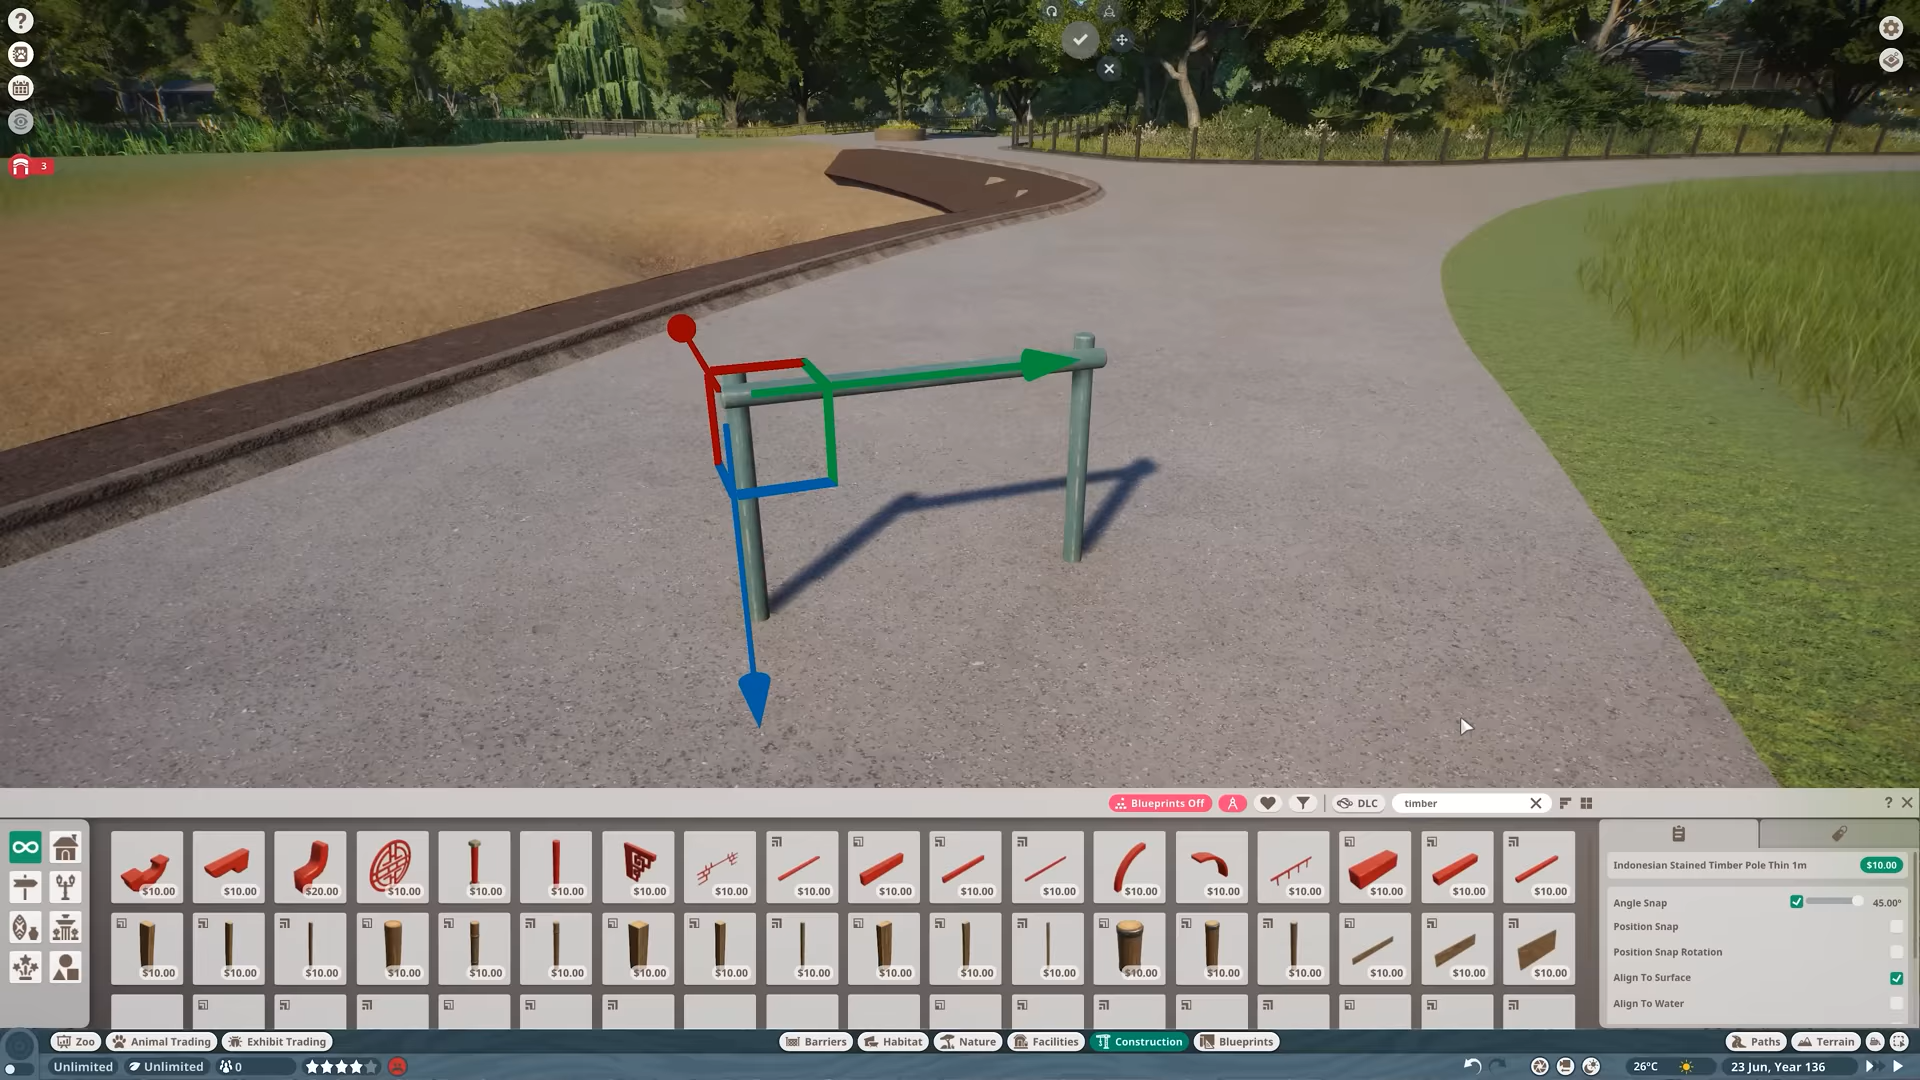 3
Blueprints Off
DLC
timber
$10.00 $10.00 $20.00 $10.00 $10.00 $10.00 $10.00 $10.00 $10.00 $10.00 $10.00 $10.00 $10.00 $10.00 $10.00 $10.00 $10.00 $10.00
$10.00 $10.00 $10.00 $10.00 $10.00 $10.00 $10.00 $10.00 $10.00 $10.00 $10.00 $10.00 $10.00 $10.00 $10.00 $10.00 $10.00 $10.00
Indonesian Stained Timber Pole Thin 1m $10.00
Angle Snap 45.00°
Position Snap
Position Snap Rotation
Align To Surface
Align To Water
Zoo Animal Trading Exhibit Trading Barriers Habitat Nature Facilities Construction Blueprints Paths Terrain
Unlimited Unlimited 0 26°C 23 Jun, Year 136